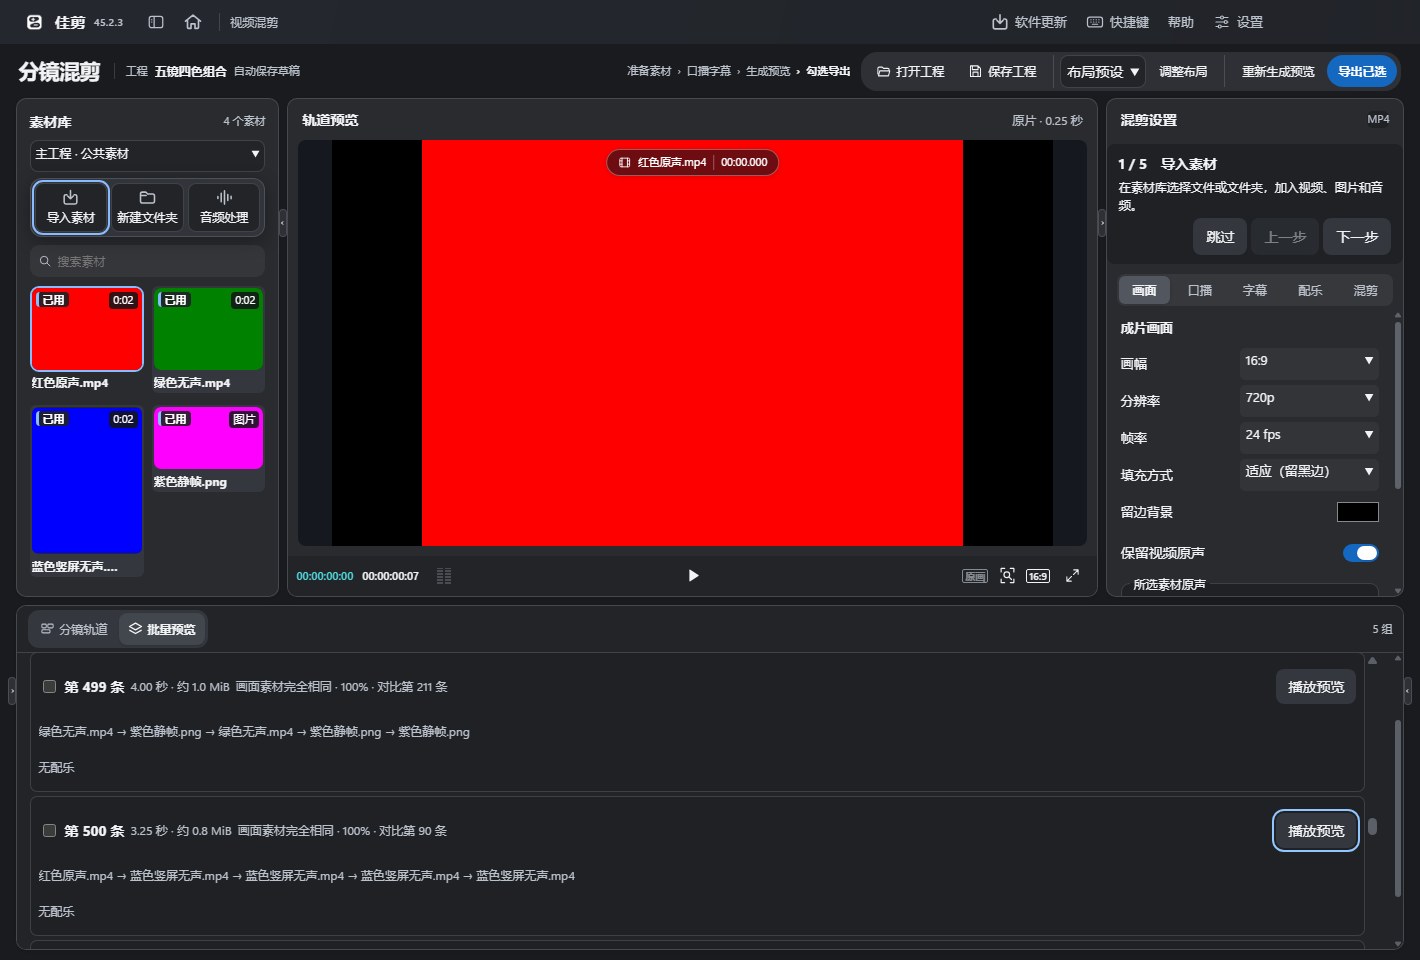 佳剪 45.2.3 视频混剪 软件更新 快捷键 帮助 设置
分镜混剪 工程 五镜四色组合 自动保存草稿 准备素材 › 口播字幕 › 生成预览 › 勾选导出 打开工程 保存工程 布局预设 ▼ 调整布局 重新生成预览 导出已选
素材库 4 个素材
主工程 · 公共素材 ▼
导入素材 新建文件夹 音频处理
搜索素材
已用 0:02
红色原声.mp4
已用 0:02
绿色无声.mp4
已用 0:02
蓝色竖屏无声....
已用 图片
紫色静帧.png
轨道预览 原片 · 0.25 秒
红色原声.mp4 00:00.000
00:00:00:00 00:00:00:07 原画 16:9
混剪设置 MP4
1 / 5 导入素材
在素材库选择文件或文件夹，加入视频、图片和音
频。
跳过 上一步 下一步
画面 口播 字幕 配乐 混剪
成片画面
画幅 16:9 ▼
分辨率 720p ▼
帧率 24 fps ▼
填充方式 适应（留黑边） ▼
留边背景
保留视频原声
所选素材原声
分镜轨道 批量预览 5 组
第 499 条 4.00 秒 · 约 1.0 MiB 画面素材完全相同 · 100% · 对比第 211 条 播放预览
绿色无声.mp4 → 紫色静帧.png → 绿色无声.mp4 → 紫色静帧.png → 紫色静帧.png
无配乐
第 500 条 3.25 秒 · 约 0.8 MiB 画面素材完全相同 · 100% · 对比第 90 条 播放预览
红色原声.mp4 → 蓝色竖屏无声.mp4 → 蓝色竖屏无声.mp4 → 蓝色竖屏无声.mp4 → 蓝色竖屏无声.mp4
无配乐